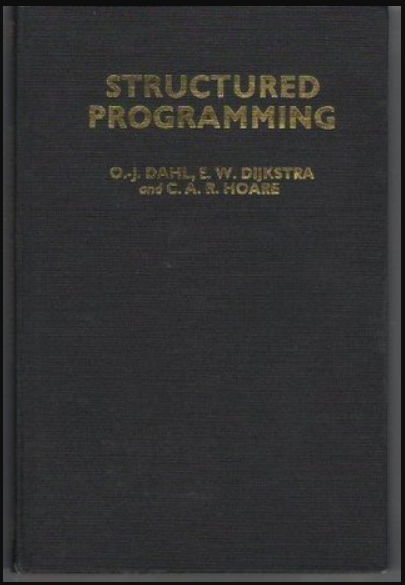 STRUCTURED
PROGRAMMING
O.-J. DAHL, E. W. DIJKSTRA
and C. A. R. HOARE